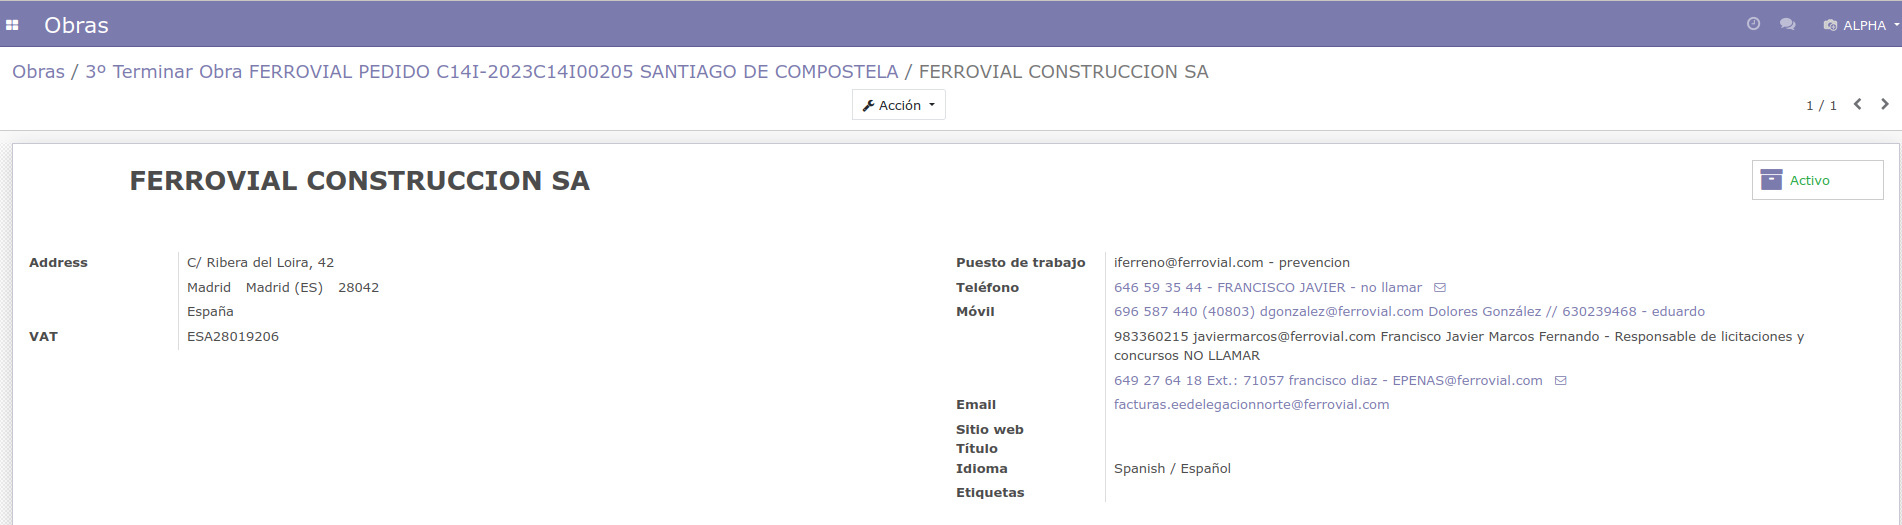 Obras
ALPHA
Obras / 3º Terminar Obra FERROVIAL PEDIDO C14I-2023C14I00205 SANTIAGO DE COMPOSTELA / FERROVIAL CONSTRUCCION SA
Acción
1 / 1
FERROVIAL CONSTRUCCION SA
Activo
Address
C/ Ribera del Loira, 42
Madrid Madrid (ES) 28042
España
VAT
ESA28019206
Puesto de trabajo
iferreno@ferrovial.com - prevencion
Teléfono
646 59 35 44 - FRANCISCO JAVIER - no llamar
Móvil
696 587 440 (40803) dgonzalez@ferrovial.com Dolores González // 630239468 - eduardo
983360215 javiermarcos@ferrovial.com Francisco Javier Marcos Fernando - Responsable de licitaciones y
concursos NO LLAMAR
649 27 64 18 Ext.: 71057 francisco diaz - EPENAS@ferrovial.com
Email
facturas.eedelegacionnorte@ferrovial.com
Sitio web
Título
Idioma
Spanish / Español
Etiquetas